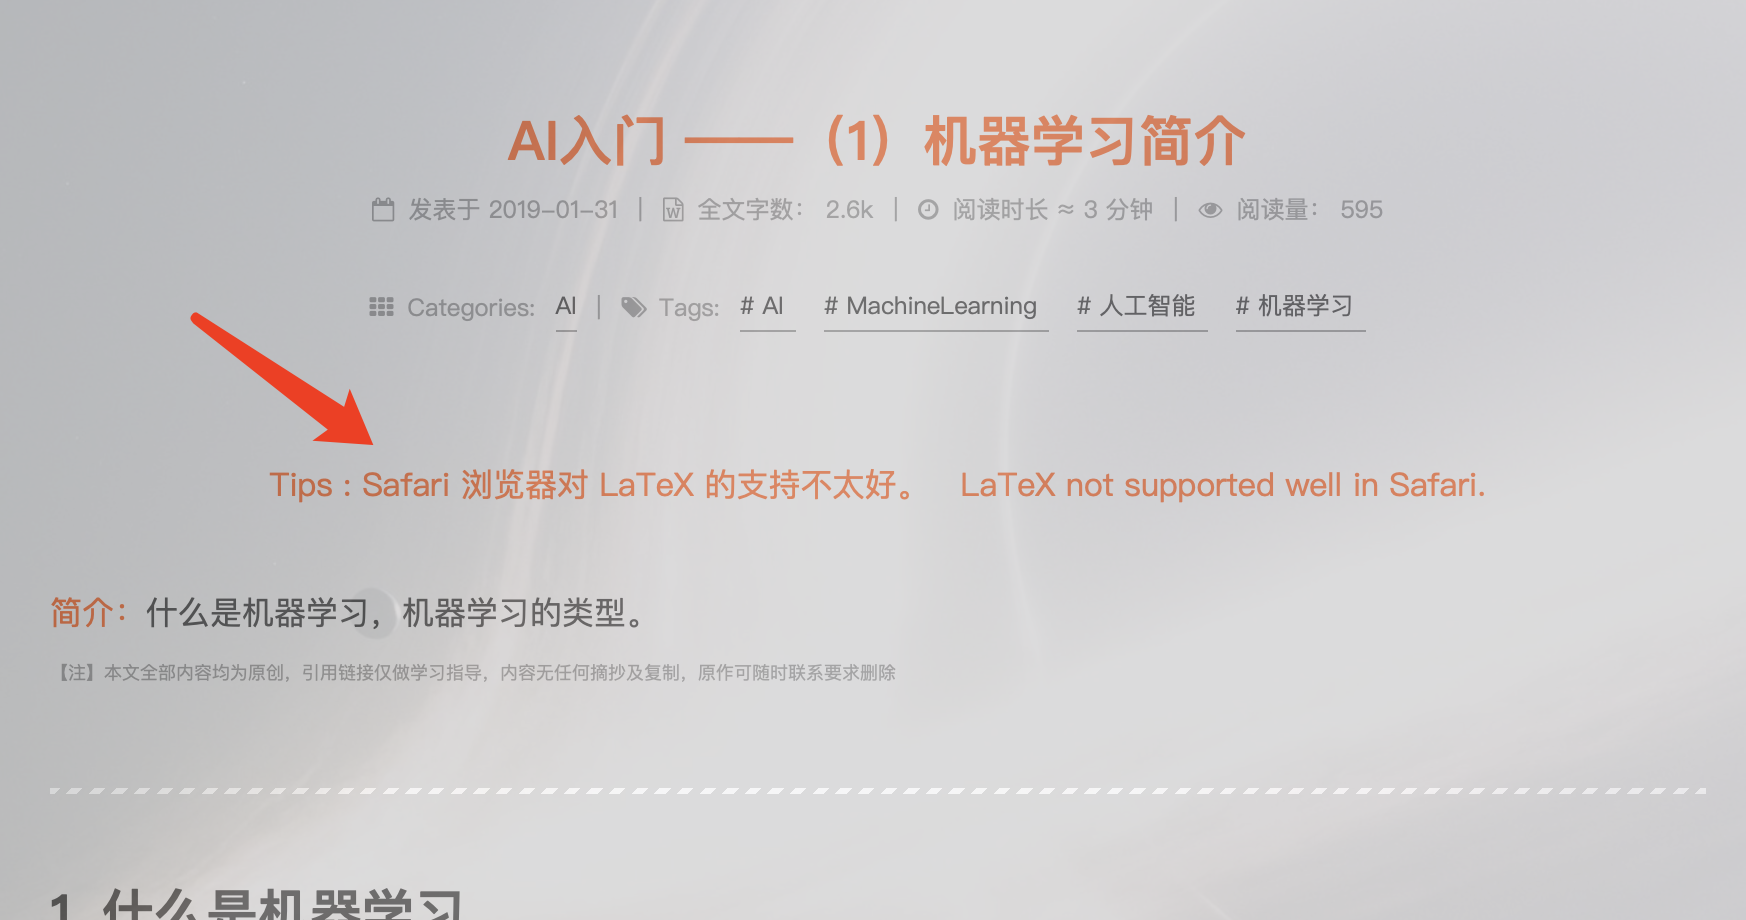 AI入门 ——（1）机器学习简介
发表于 2019-01-31 | 全文字数： 2.6k | 阅读时长 ≈ 3 分钟 | 阅读量： 595
Categories: AI | Tags: # AI # MachineLearning # 人工智能 # 机器学习
Tips : Safari 浏览器对 LaTeX 的支持不太好。 LaTeX not supported well in Safari.
简介：什么是机器学习，机器学习的类型。
【注】本文全部内容均为原创，引用链接仅做学习指导，内容无任何摘抄及复制，原作可随时联系要求删除
1 什么是机器学习